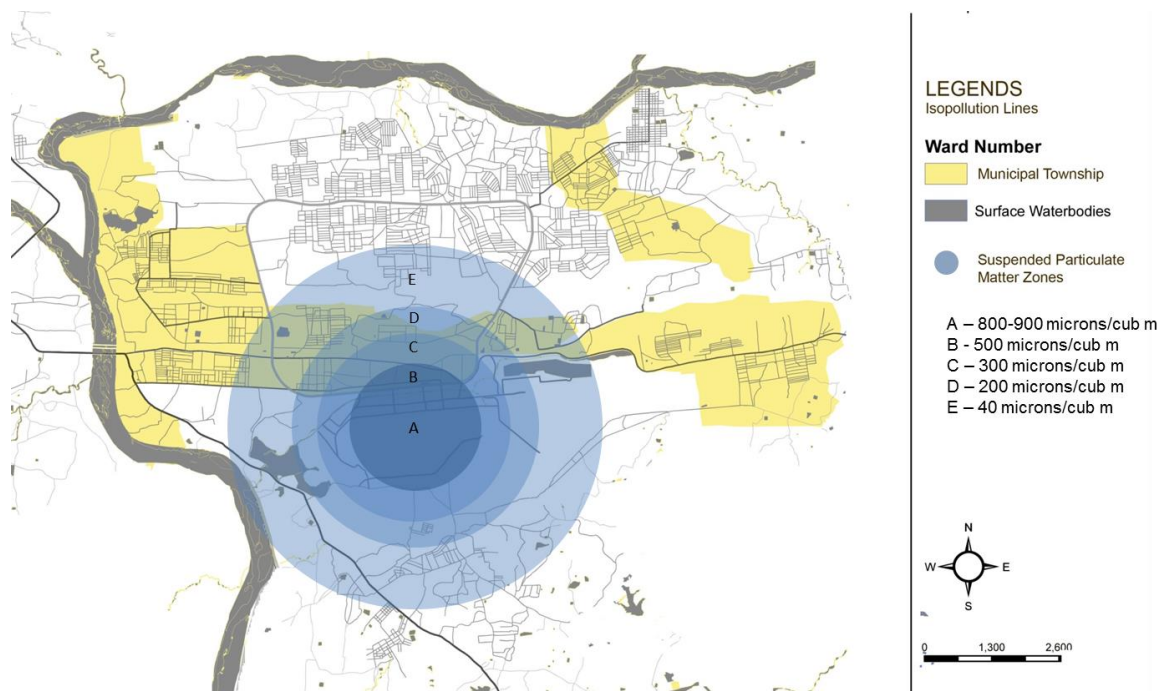 E
D
C
B
A
LEGENDS
Isopollution Lines
Ward Number
Municipal Township
Surface Waterbodies
Suspended Particulate
Matter Zones
A – 800-900 microns/cub m
B - 500 microns/cub m
C – 300 microns/cub m
D – 200 microns/cub m
E – 40 microns/cub m
N
W E
S
0 1,300 2,600